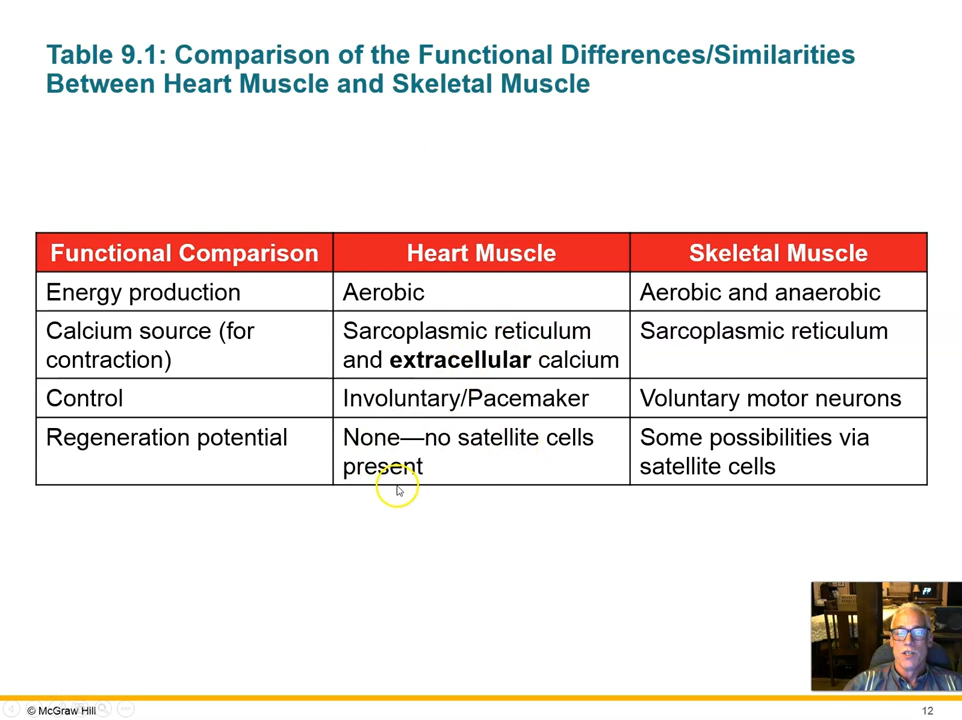 Table 9.1: Comparison of the Functional Differences/Similarities
Between Heart Muscle and Skeletal Muscle
Functional Comparison
Heart Muscle
Skeletal Muscle
Energy production
Aerobic
Aerobic and anaerobic
Calcium source (for
contraction)
Sarcoplasmic reticulum
and extracellular calcium
Sarcoplasmic reticulum
Control
Involuntary/Pacemaker
Voluntary motor neurons
Regeneration potential
None—no satellite cells
present
Some possibilities via
satellite cells
© McGraw Hill
12